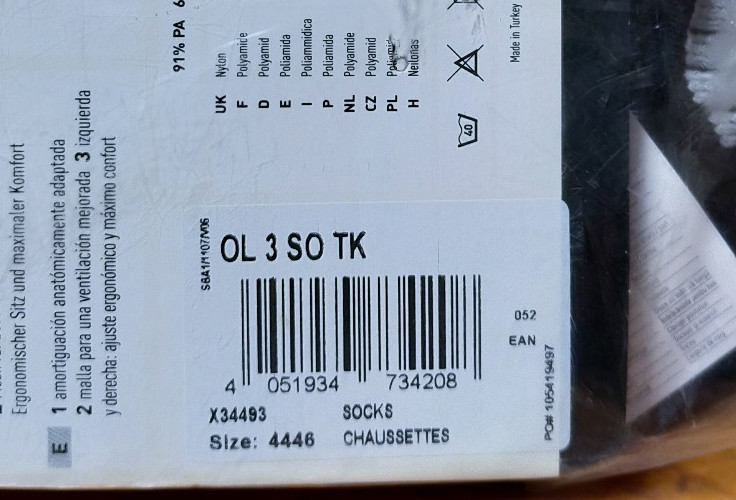 Ergonomischer Sitz und maximaler Komfort
E
1 amortiguación anatómicamente adaptada
2 malla para una ventilación mejorada 3 izquierda
y derecha: ajuste ergonómico y máximo confort
91% PA 6
UK Nylon
F Polyamide
D Polyamid
E Poliamida
I Poliammidica
P Poliamida
NL Polyamide
CZ Polyamid
PL
H
40
Made in Turkey
S8A1/1107/V06
OL 3 SO TK
4 051934 734208
052
EAN
X34493 SOCKS
Size: 4446 CHAUSSETTES
PO# 105419497